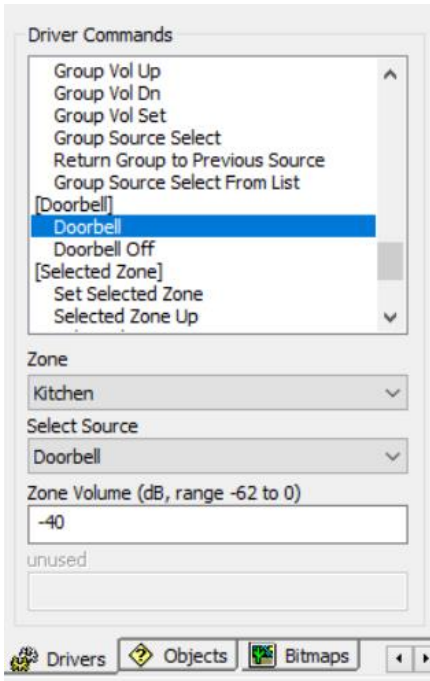 Driver Commands
Group Vol Up
Group Vol Dn
Group Vol Set
Group Source Select
Return Group to Previous Source
Group Source Select From List
[Doorbell]
Doorbell
Doorbell Off
[Selected Zone]
Set Selected Zone
Selected Zone Up
Zone
Kitchen
Select Source
Doorbell
Zone Volume (dB, range -62 to 0)
-40
unused
Drivers Objects Bitmaps